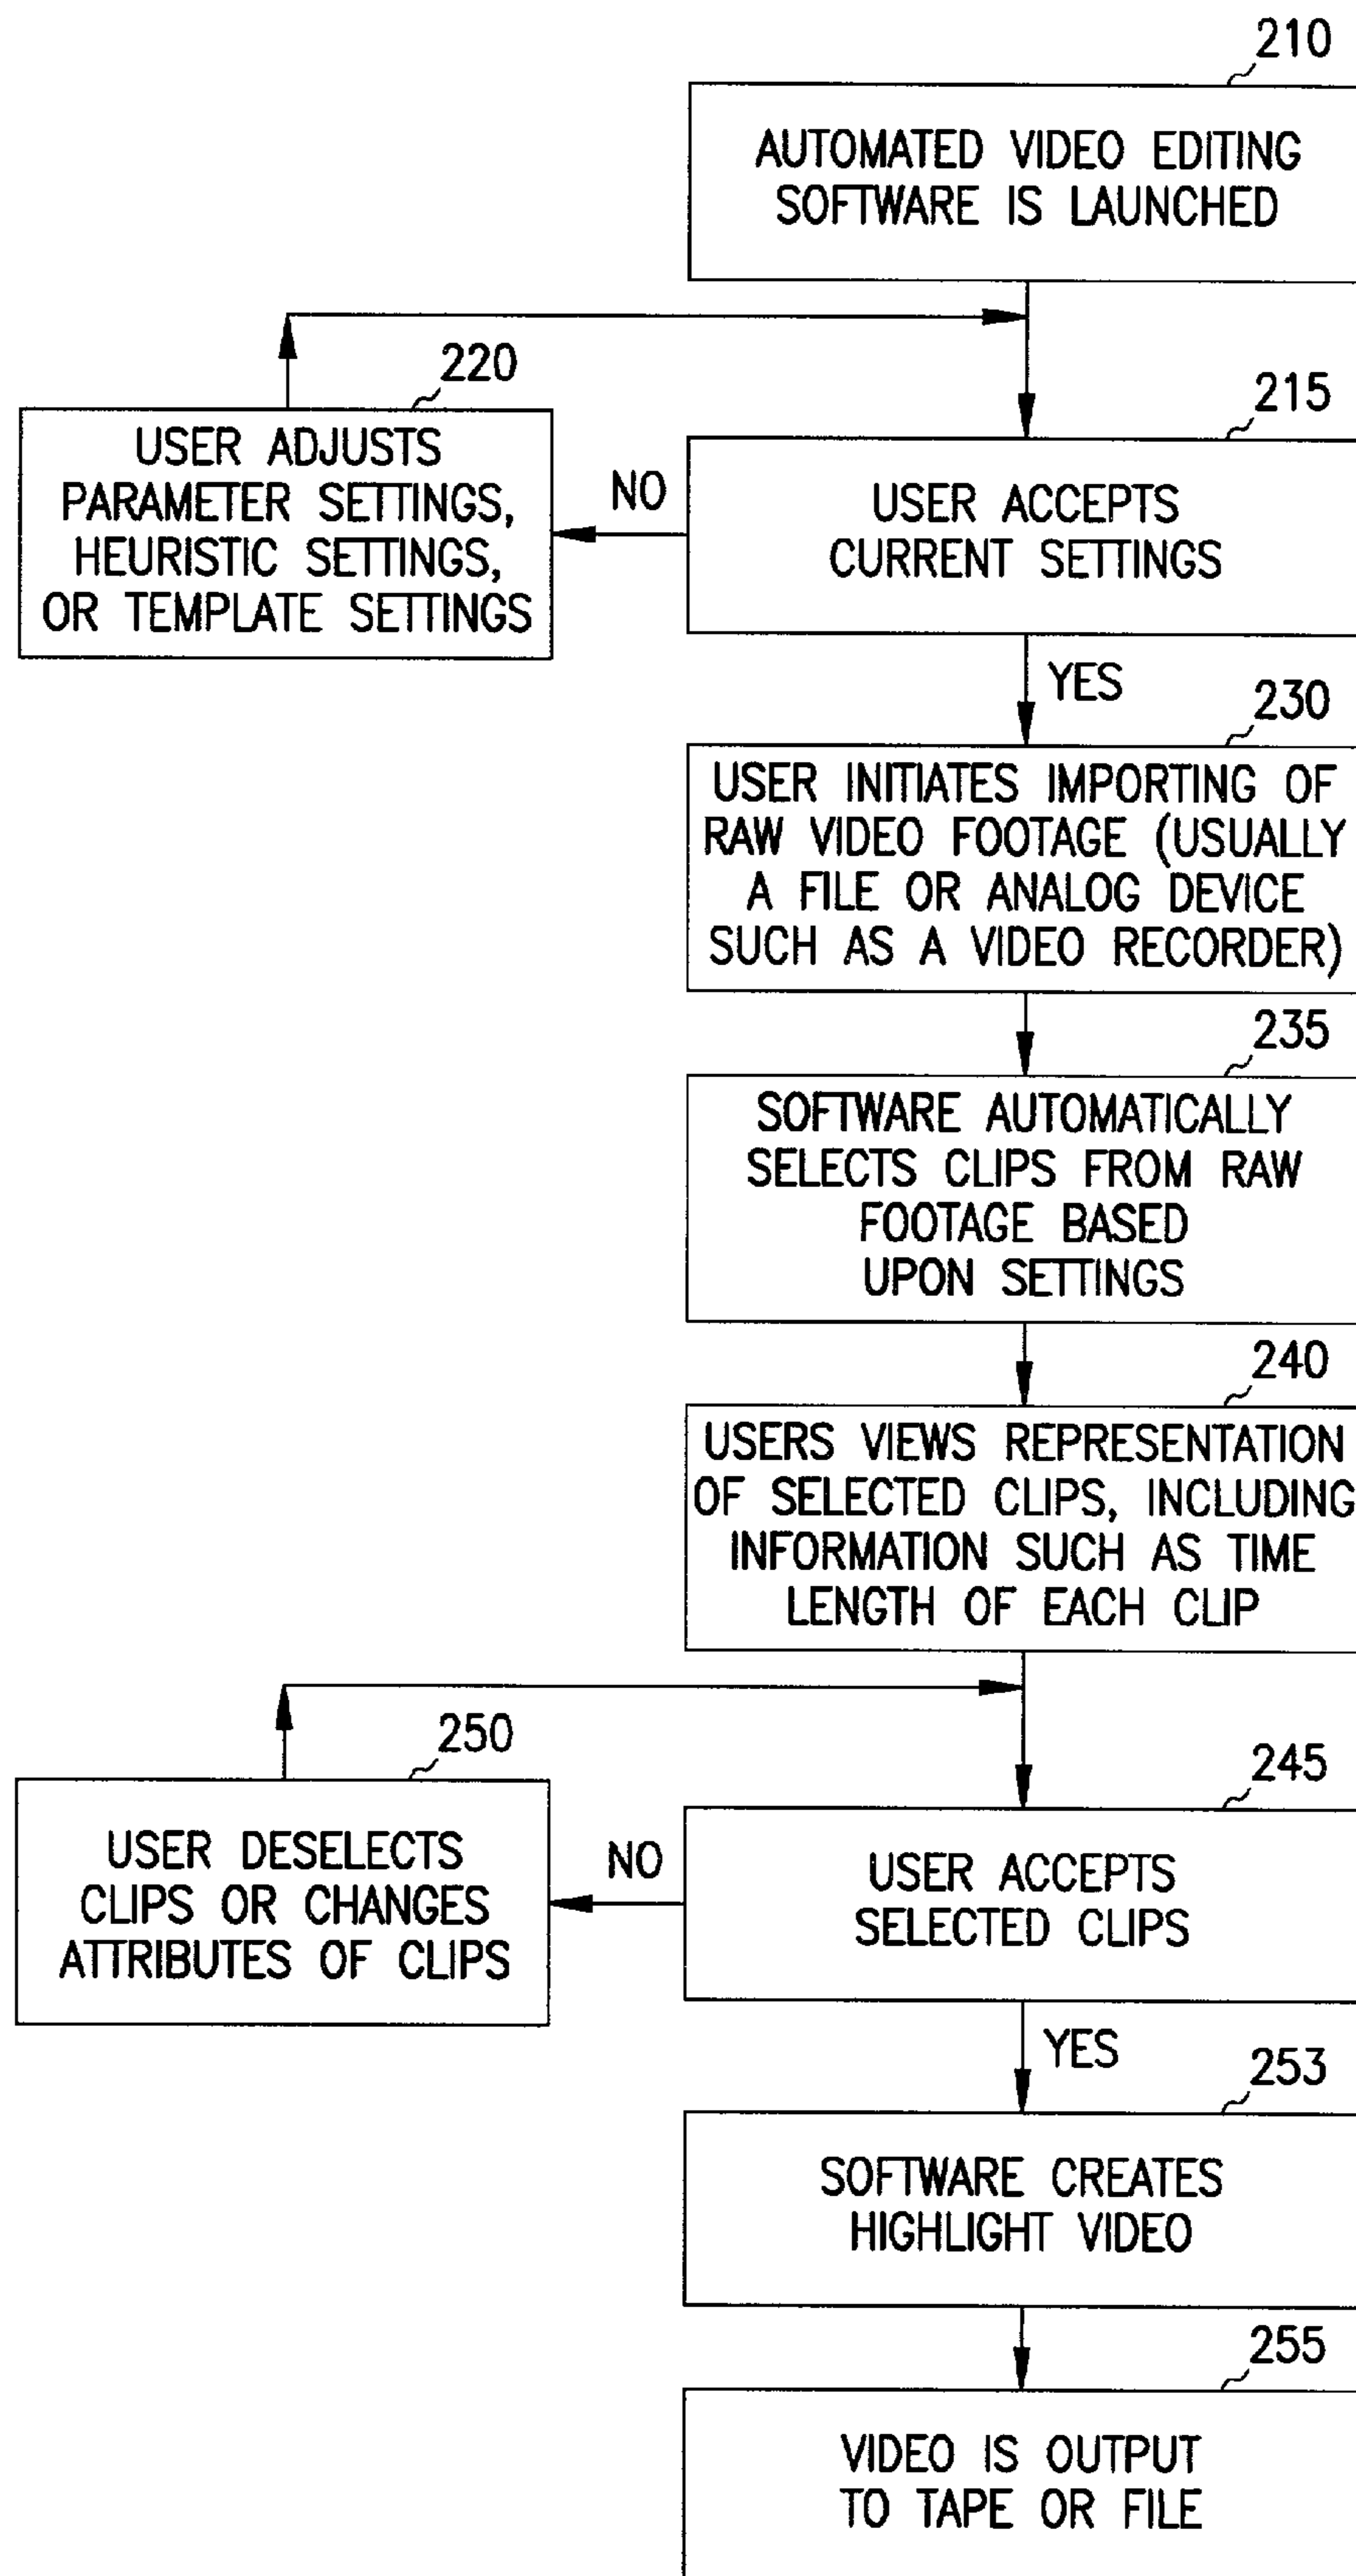 210
AUTOMATED VIDEO EDITING
SOFTWARE IS LAUNCHED
220
USER ADJUSTS
PARAMETER SETTINGS,
HEURISTIC SETTINGS,
OR TEMPLATE SETTINGS
NO
215
USER ACCEPTS
CURRENT SETTINGS
YES
230
USER INITIATES IMPORTING OF
RAW VIDEO FOOTAGE (USUALLY
A FILE OR ANALOG DEVICE
SUCH AS A VIDEO RECORDER)
235
SOFTWARE AUTOMATICALLY
SELECTS CLIPS FROM RAW
FOOTAGE BASED
UPON SETTINGS
240
USERS VIEWS REPRESENTATION
OF SELECTED CLIPS, INCLUDING
INFORMATION SUCH AS TIME
LENGTH OF EACH CLIP
250
USER DESELECTS
CLIPS OR CHANGES
ATTRIBUTES OF CLIPS
NO
245
USER ACCEPTS
SELECTED CLIPS
YES
253
SOFTWARE CREATES
HIGHLIGHT VIDEO
255
VIDEO IS OUTPUT
TO TAPE OR FILE